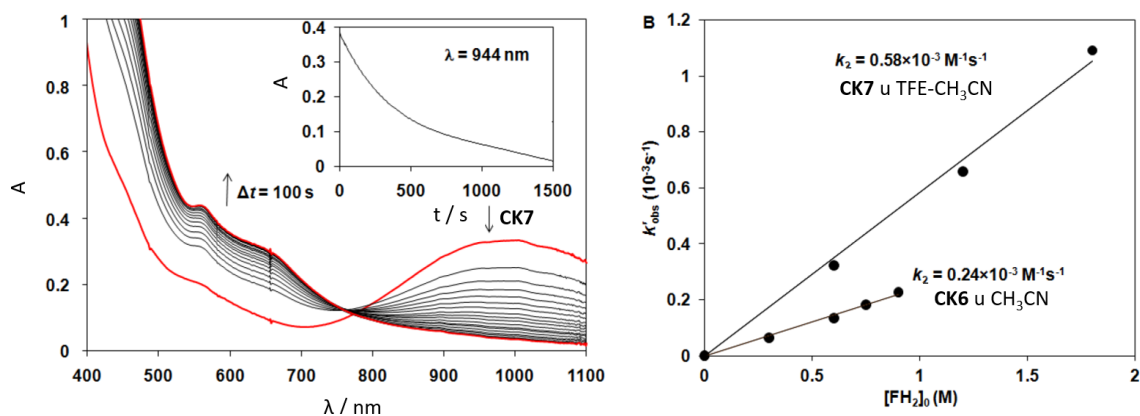 1
0.8
0.6
0.4
0.2
0
A
400 500 600 700 800 900 1000 1100
λ / nm
Δt = 100 s
CK7
0.4
0.3
0.2
0.1
0
A
λ = 944 nm
0 500 1000 1500
t / s
B
1.2
1
0.8
0.6
0.4
0.2
0
k'obs (10⁻³s⁻¹)
k₂ = 0.58×10⁻³ M⁻¹s⁻¹
CK7 u TFE-CH₃CN
k₂ = 0.24×10⁻³ M⁻¹s⁻¹
CK6 u CH₃CN
0 0.5 1 1.5 2
[FH₂]₀ (M)